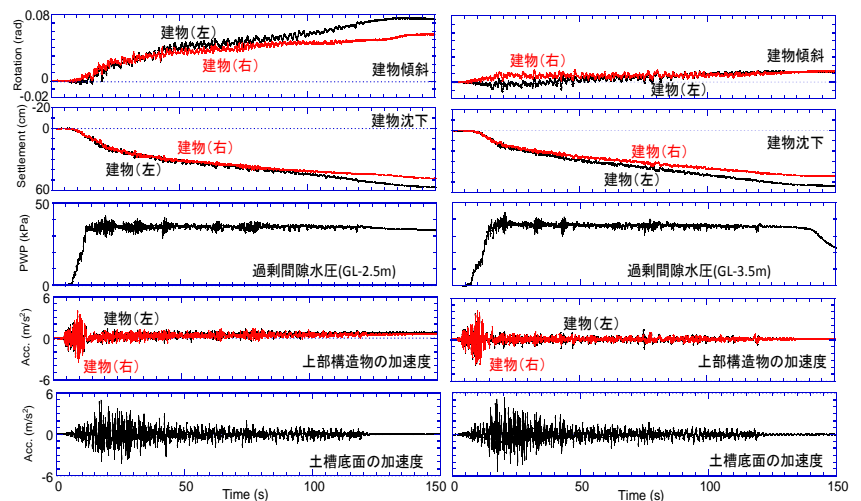 0.08
0
-0.02
Rotation (rad)
建物(左)
建物(右)
建物傾斜
建物(右)
建物(左)
建物傾斜
-20
0
60
Settlement (cm)
建物沈下
建物(右)
建物(左)
建物沈下
建物(右)
建物(左)
50
0
PWP (kPa)
過剰間隙水圧(GL-2.5m)
過剰間隙水圧(GL-3.5m)
6
0
-6
Acc. (m/s²)
建物(左)
建物(右)
上部構造物の加速度
建物(左)
建物(右)
上部構造物の加速度
6
0
-6
Acc. (m/s²)
土槽底面の加速度
土槽底面の加速度
0 50 100 150
Time (s)
0 50 100 150
Time (s)